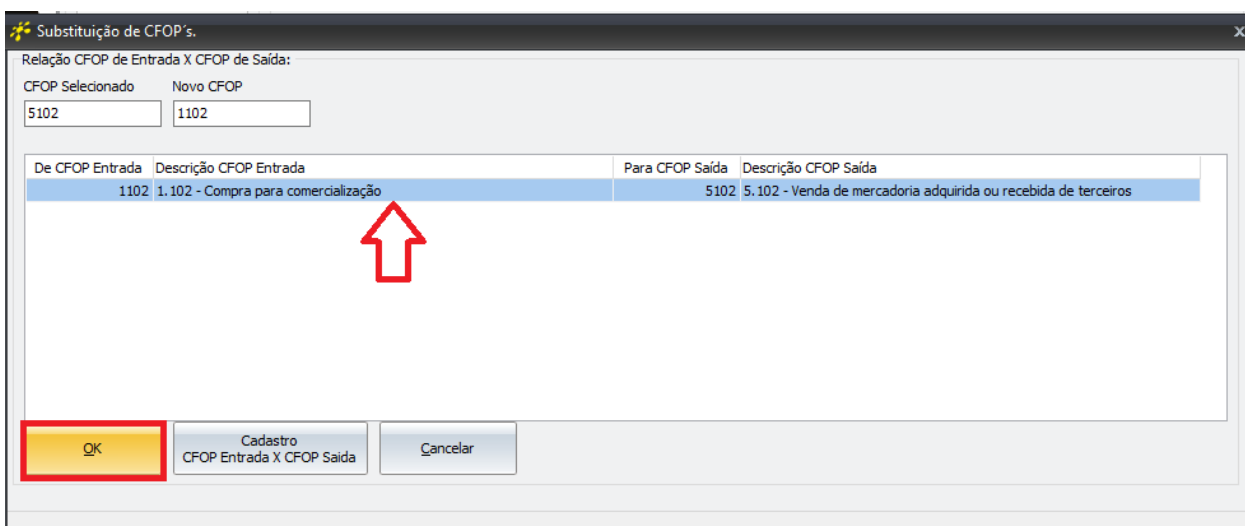 Substituição de CFOP´s.
x
Relação CFOP de Entrada X CFOP de Saída:
CFOP Selecionado Novo CFOP
5102 1102
De CFOP Entrada Descrição CFOP Entrada Para CFOP Saída Descrição CFOP Saída
1102 1.102 - Compra para comercialização 5102 5.102 - Venda de mercadoria adquirida ou recebida de terceiros
OK
Cadastro
CFOP Entrada X CFOP Saida
Cancelar